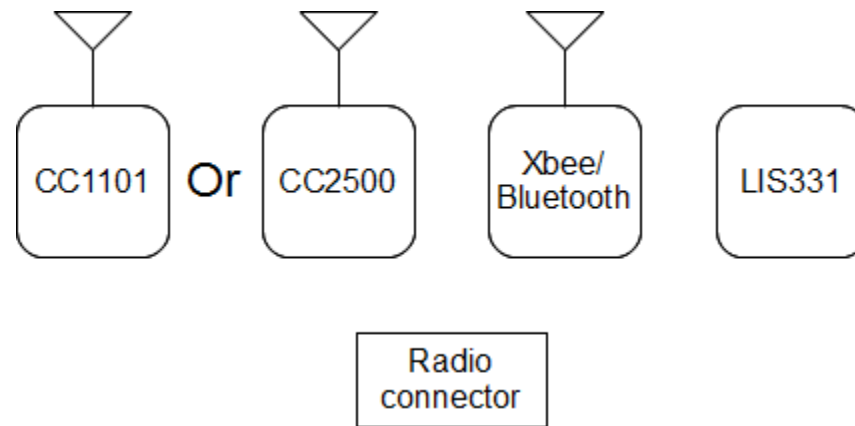 CC1101
Or
CC2500
Xbee/
Bluetooth
LIS331
Radio
connector